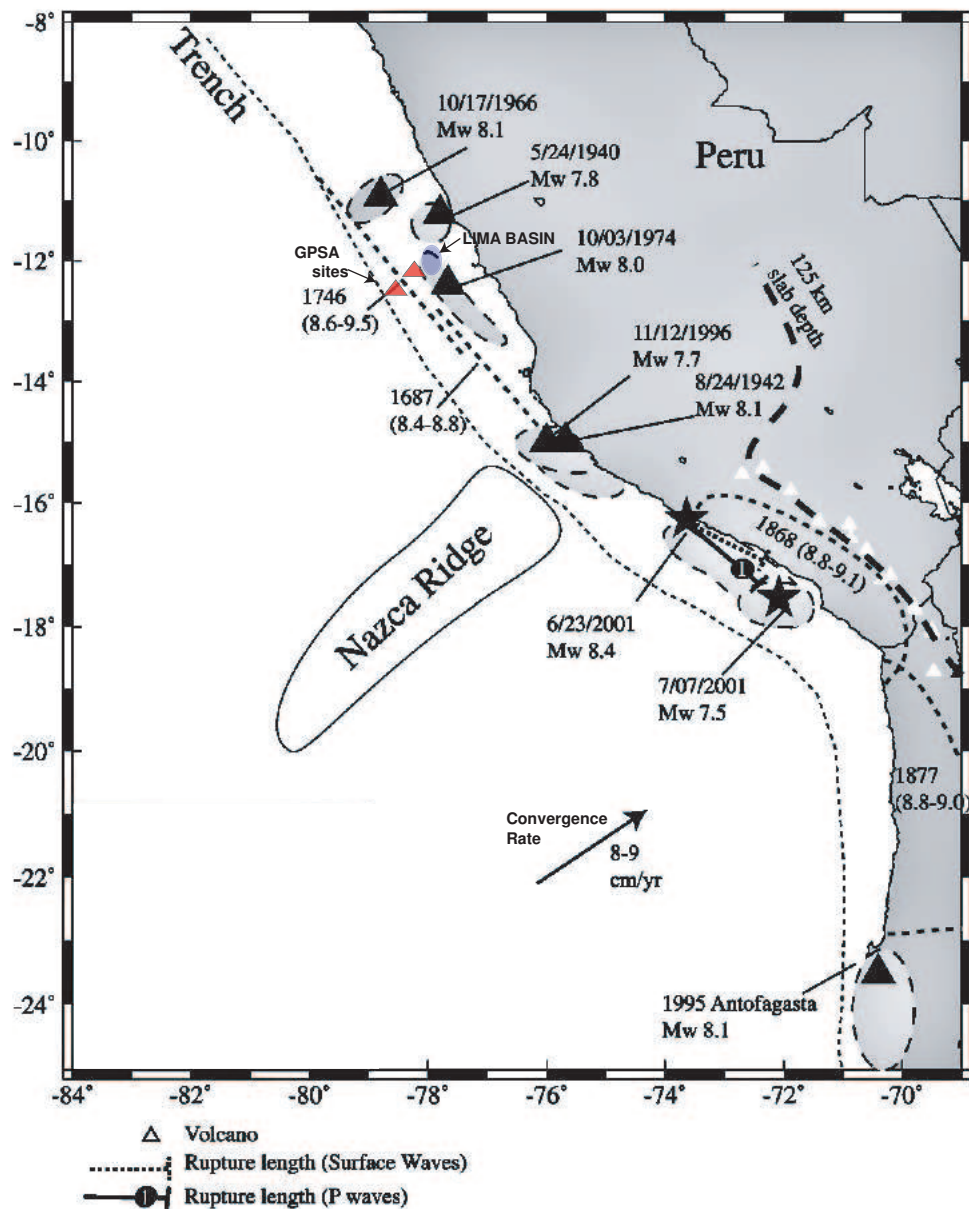 -8°
-10°
-12°
-14°
-16°
-18°
-20°
-22°
-24°
-84°
-82°
-80°
-78°
-76°
-74°
-72°
-70°
Trench
10/17/1966
Mw 8.1
5/24/1940
Mw 7.8
Peru
LIMA BASIN
10/03/1974
Mw 8.0
GPSA
sites
1746
(8.6-9.5)
125 km
slab depth
11/12/1996
Mw 7.7
8/24/1942
Mw 8.1
1687
(8.4-8.8)
Nazca Ridge
1868 (8.8-9.1)
1
6/23/2001
Mw 8.4
7/07/2001
Mw 7.5
1877
(8.8-9.0)
Convergence
Rate
8-9
cm/yr
1995 Antofagasta
Mw 8.1
Volcano
Rupture length (Surface Waves)
1 Rupture length (P waves)